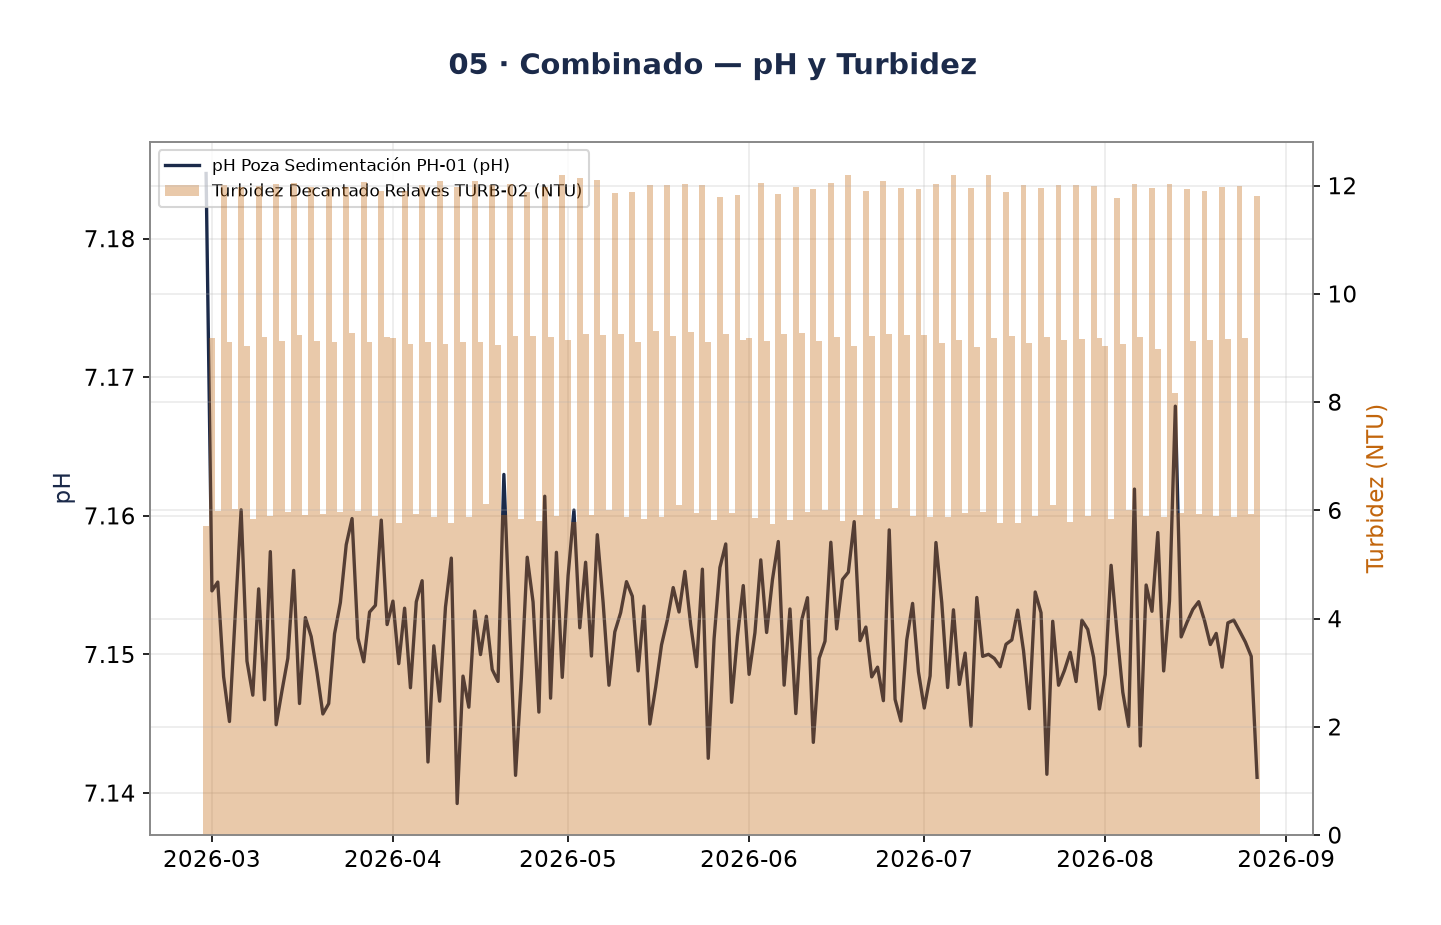 05 · Combinado — pH y Turbidez
pH Poza Sedimentación PH-01 (pH)
Turbidez Decantado Relaves TURB-02 (NTU)
pH
7.18
7.17
7.16
7.15
7.14
12
10
8
6
4
2
0
Turbidez (NTU)
2026-03 2026-04 2026-05 2026-06 2026-07 2026-08 2026-09